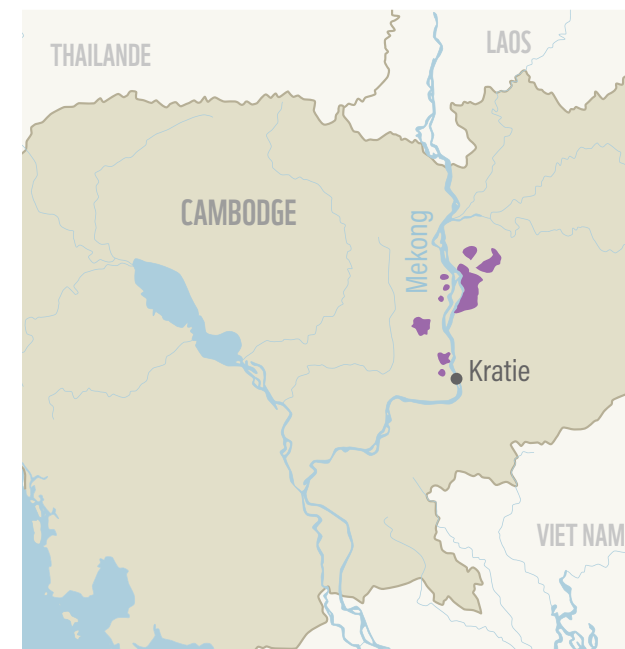 THAILANDE
LAOS
CAMBODGE
Mekong
Kratie
VIET NAM